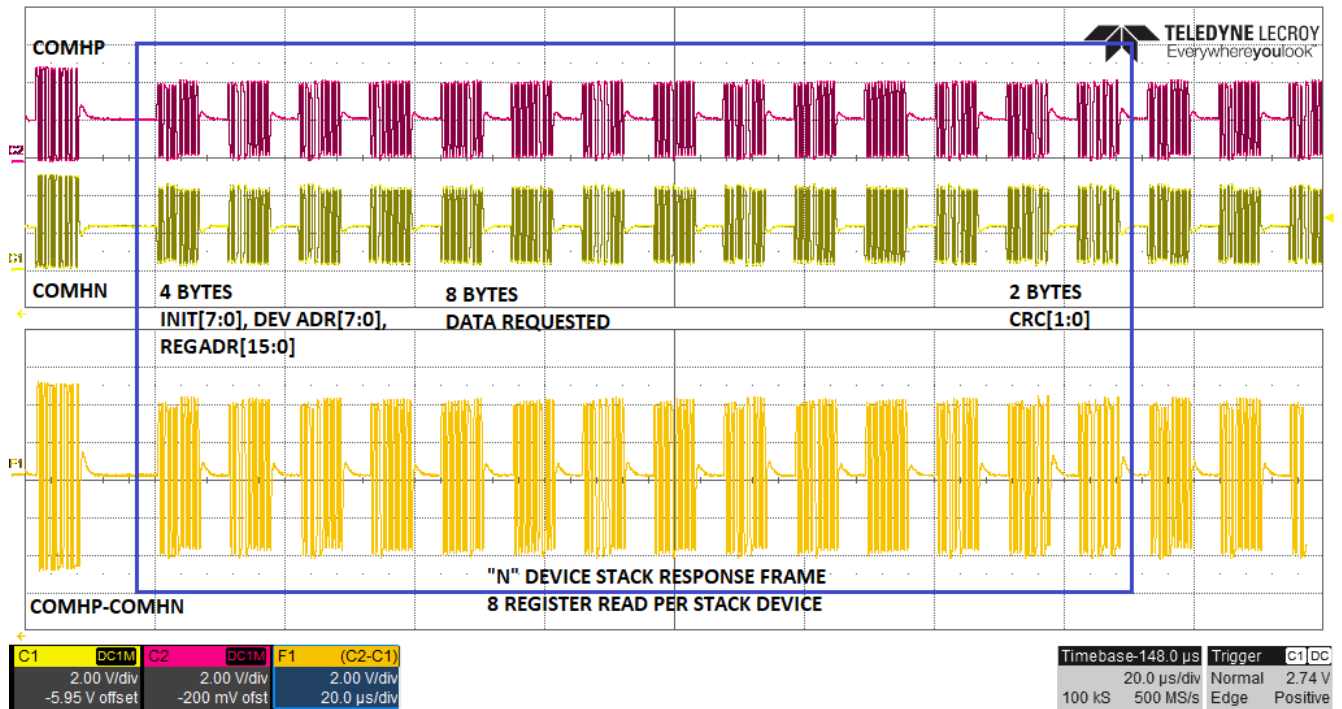 COMHP
TELEDYNE LECROY
Everywhereyoulook™
C2
C1
COMHN
4 BYTES
INIT[7:0], DEV ADR[7:0],
REGADR[15:0]
8 BYTES
DATA REQUESTED
2 BYTES
CRC[1:0]
F1
"N" DEVICE STACK RESPONSE FRAME
8 REGISTER READ PER STACK DEVICE
COMHP-COMHN
C1 DC1M
2.00 V/div
-5.95 V offset
C2 DC1M
2.00 V/div
-200 mV ofst
F1 (C2-C1)
2.00 V/div
20.0 µs/div
Timebase -148.0 µs
20.0 µs/div
100 kS 500 MS/s
Trigger C1 DC
Normal 2.74 V
Edge Positive